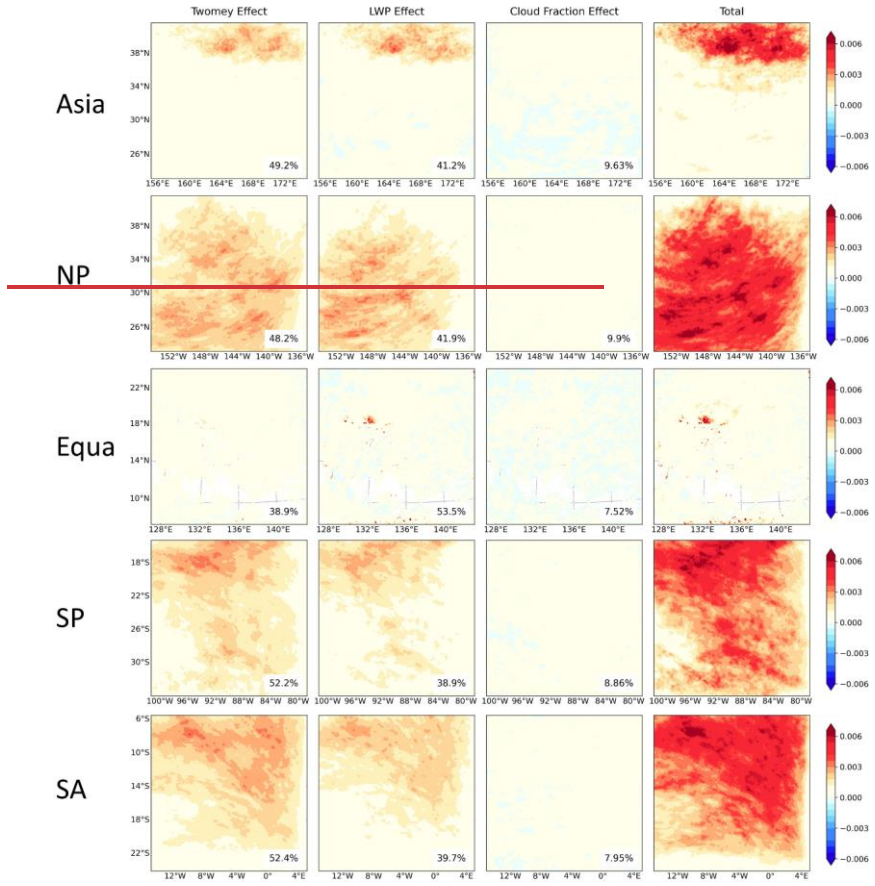 Twomey Effect LWP Effect Cloud Fraction Effect Total
Asia
38°N
34°N
30°N
26°N
49.2% 41.2% 9.63%
156°E 160°E 164°E 168°E 172°E 156°E 160°E 164°E 168°E 172°E 156°E 160°E 164°E 168°E 172°E 156°E 160°E 164°E 168°E 172°E
0.006
0.003
0.000
−0.003
−0.006
NP
38°N
34°N
30°N
26°N
48.2% 41.9% 9.9%
152°W 148°W 144°W 140°W 136°W 152°W 148°W 144°W 140°W 136°W 152°W 148°W 144°W 140°W 136°W 152°W 148°W 144°W 140°W 136°W
0.006
0.003
0.000
−0.003
−0.006
Equa
22°N
18°N
14°N
10°N
38.9% 53.5% 7.52%
128°E 132°E 136°E 140°E 128°E 132°E 136°E 140°E 128°E 132°E 136°E 140°E 128°E 132°E 136°E 140°E
0.006
0.003
0.000
−0.003
−0.006
SP
18°S
22°S
26°S
30°S
52.2% 38.9% 8.86%
100°W 96°W 92°W 88°W 84°W 80°W 100°W 96°W 92°W 88°W 84°W 80°W 100°W 96°W 92°W 88°W 84°W 80°W 100°W 96°W 92°W 88°W 84°W 80°W
0.006
0.003
0.000
−0.003
−0.006
SA
6°S
10°S
14°S
18°S
22°S
52.4% 39.7% 7.95%
12°W 8°W 4°W 0° 4°E 12°W 8°W 4°W 0° 4°E 12°W 8°W 4°W 0° 4°E 12°W 8°W 4°W 0° 4°E
0.006
0.003
0.000
−0.003
−0.006